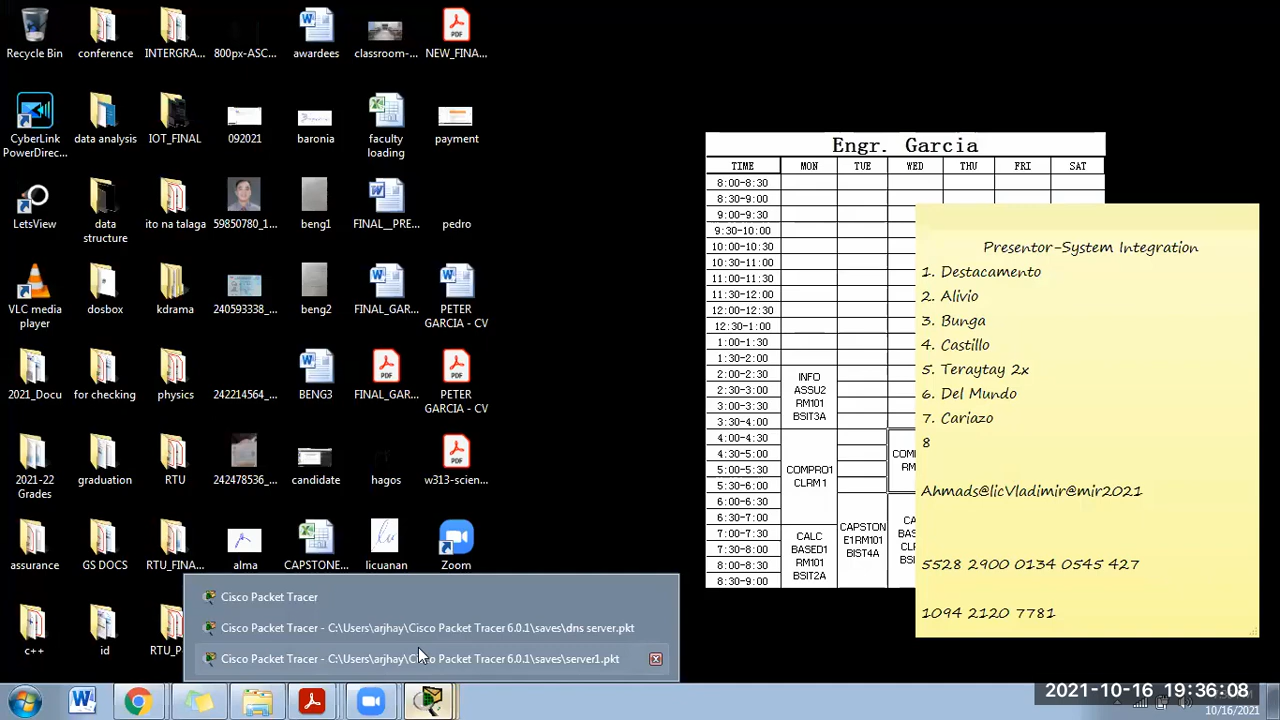 Recycle Bin
conference
INTERGRA...
800px-ASC...
awardees
classroom-...
NEW_FINA...
CyberLink
PowerDirec...
data analysis
IOT_FINAL
092021
baronia
faculty
loading
payment
LetsView
data
structure
ito na talaga
59850780_1...
beng1
FINAL__PRE...
pedro
VLC media
player
dosbox
kdrama
240593338_...
beng2
FINAL_GAR...
PETER
GARCIA - CV
2021_Docu
for checking
physics
242214564_...
BENG3
FINAL_GAR...
PETER
GARCIA - CV
2021-22
Grades
graduation
RTU
242478536_...
candidate
hagos
w313-scien...
assurance
GS DOCS
RTU_FINA...
alma
CAPSTONE...
licuanan
Zoom
c++
id
RTU_P
Engr. Garcia
TIME MON TUE WED THU FRI SAT
8:00-8:30
8:30-9:00
9:00-9:30
9:30-10:00
10:00-10:30
10:30-11:00
11:00-11:30
11:30-12:00
12:00-12:30
12:30-1:00
1:00-1:30
1:30-2:00
2:00-2:30
2:30-3:00
3:00-3:30
3:30-4:00
4:00-4:30
4:30-5:00
5:00-5:30
5:30-6:00
6:00-6:30
6:30-7:00
7:00-7:30
7:30-8:00
8:00-8:30
8:30-9:00
INFO
ASSU2
RM101
BSIT3A
COMPRO1
CLRM1
CALC
BASED1
RM101
BSIT2A
CAPSTON
E1RM101
BSIT4A
COM
RM
CA
BAS
CLR
BS
Presentor-System Integration
1. Destacamento
2. Alivio
3. Bunga
4. Castillo
5. Teraytay 2x
6. Del Mundo
7. Cariazo
8
Ahmads@licVladimir@mir2021
5528 2900 0134 0545 427
1094 2120 7781
Cisco Packet Tracer
Cisco Packet Tracer - C:\Users\arjhay\Cisco Packet Tracer 6.0.1\saves\dns server.pkt
Cisco Packet Tracer - C:\Users\arjhay\Cisco Packet Tracer 6.0.1\saves\server1.pkt
2021-10-16 19:36:08
10/16/2021